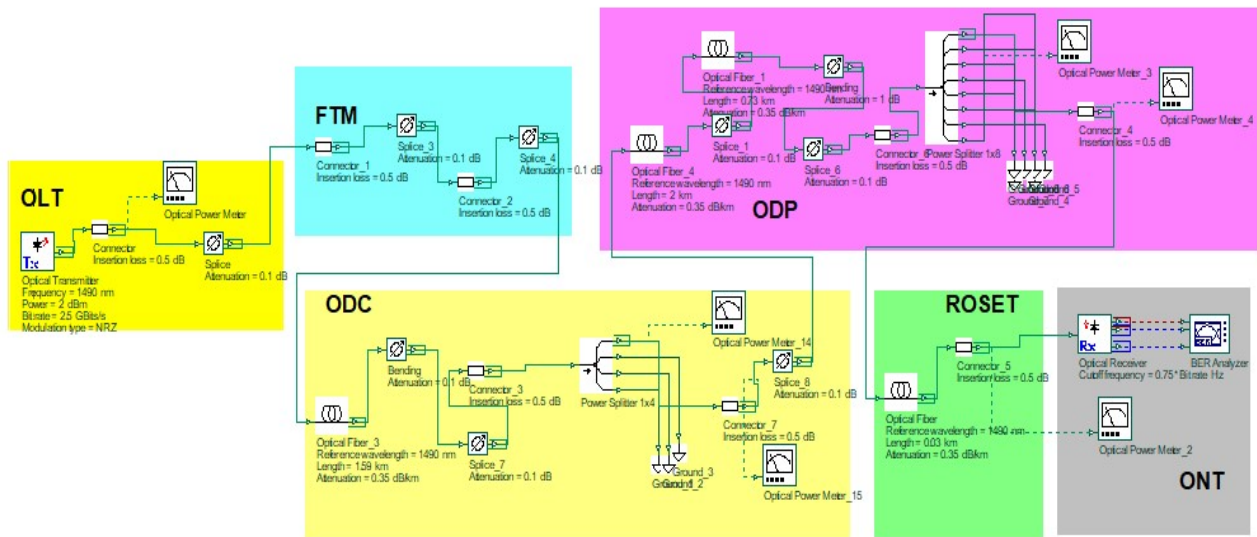 OLT
Optical Power Meter
Tx
Connector
Insertion loss = 0.5 dB
Splice
Attenuation = 0.1 dB
Optical Transmitter
Frequency = 1490 nm
Power = 2 dBm
Bitrate = 2.5 GBits/s
Modulation type = NRZ
FTM
Connector_1
Insertion loss = 0.5 dB
Splice_3
Attenuation = 0.1 dB
Connector_2
Insertion loss = 0.5 dB
Splice_4
Attenuation = 0.1 dB
ODC
Optical Fiber_3
Reference wavelength = 1490 nm
Length = 1.59 km
Attenuation = 0.35 dB/km
Bending
Attenuation = 0.1 dB
Splice_7
Attenuation = 0.1 dB
Connector_3
Insertion loss = 0.5 dB
Power Splitter 1x4
Ground_3
Ground_2
Optical Power Meter_14
Connector_7
Insertion loss = 0.5 dB
Splice_8
Attenuation = 0.1 dB
Optical Power Meter_15
ODP
Optical Fiber_4
Reference wavelength = 1490 nm
Length = 2 km
Attenuation = 0.35 dB/km
Optical Fiber_1
Reference wavelength = 1490 nm
Length = 0.73 km
Attenuation = 0.35 dB/km
Splice_1
Attenuation = 0.1 dB
Bending
Attenuation = 1 dB
Splice_6
Attenuation = 0.1 dB
Connector_6
Insertion loss = 0.5 dB
Power Splitter 1x8
Optical Power Meter_3
Optical Power Meter_4
Connector_4
Insertion loss = 0.5 dB
ROSET
Optical Fiber
Reference wavelength = 1490 nm
Length = 0.03 km
Attenuation = 0.35 dB/km
Connector_5
Insertion loss = 0.5 dB
ONT
Rx
Optical Receiver
Cutoff frequency = 0.75* Bitrate Hz
BER Analyzer
Optical Power Meter_2